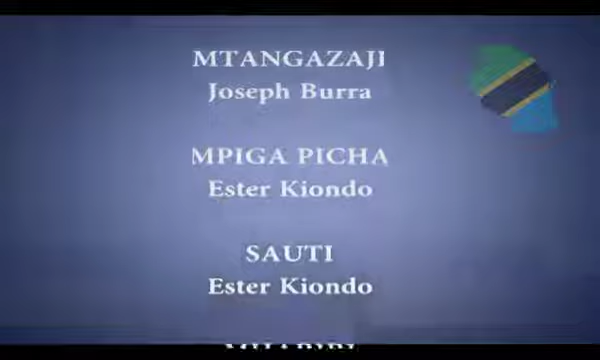 MTANGAZAJI
Joseph Burra
MPIGA PICHA
Ester Kiondo
SAUTI
Ester Kiondo